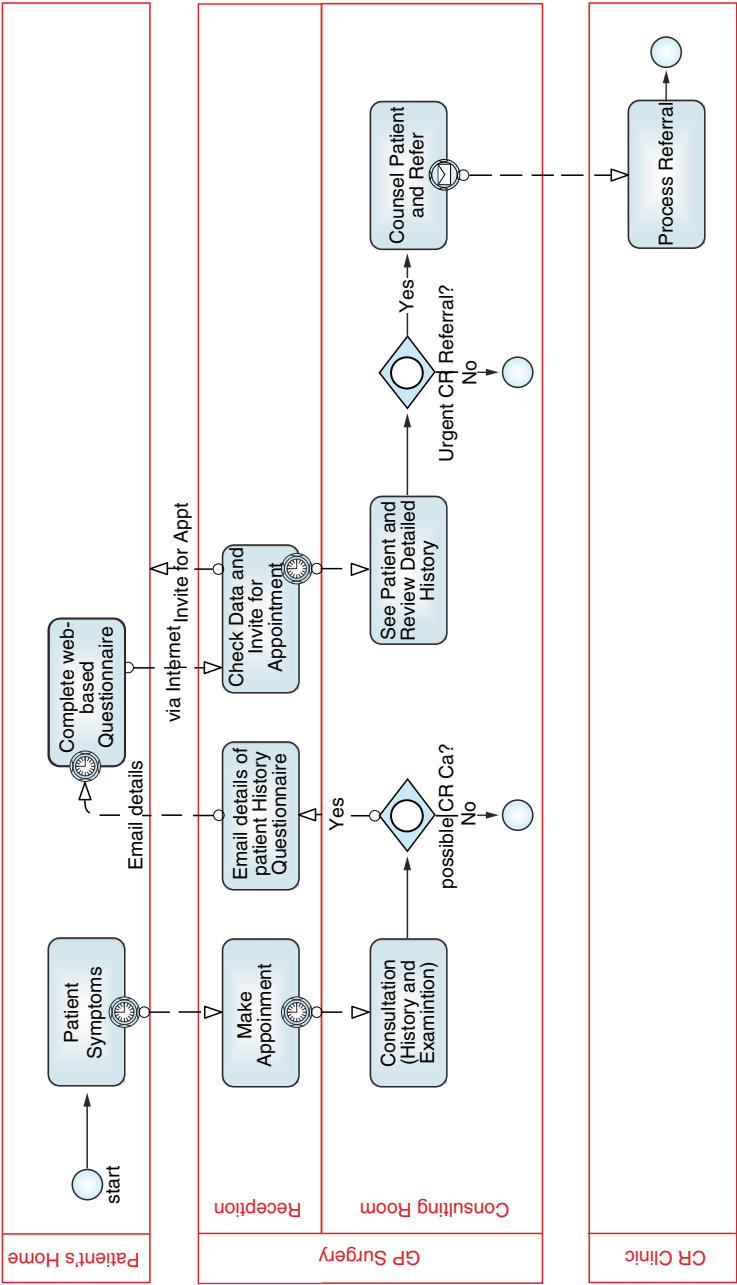 Patient's Home
GP Surgery
Reception
Consulting Room
CR Clinic
start
Patient
Symptoms
Make
Appoinment
Consultation
(History and
Examintion)
possible CR Ca?
No
Yes
Email details of
patient History
Questionnaire
Email details
Complete web-
based
Questionnaire
via Internet
Check Data and
Invite for
Appointment
Invite for Appt
See Patient and
Review Detailed
History
Urgent CR Referral?
No
Yes
Counsel Patient
and Refer
Process Referral